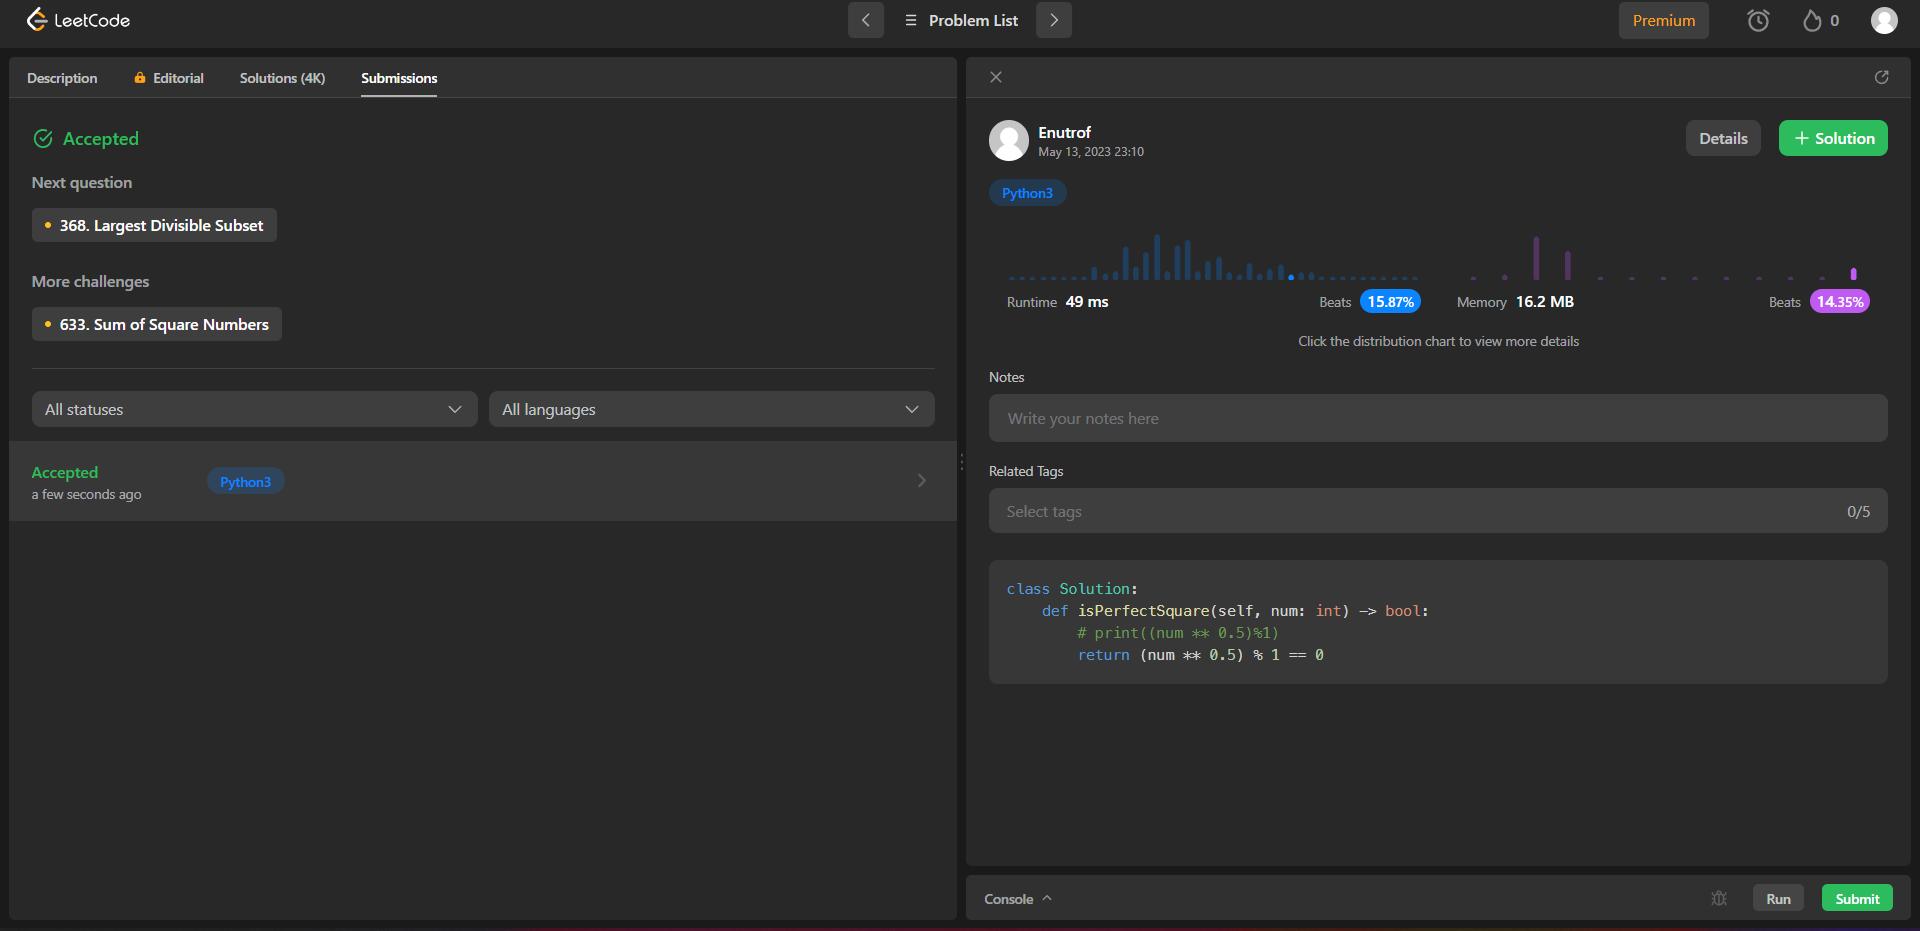 LeetCode
Problem List
Premium
0
Description
Editorial
Solutions (4K)
Submissions
Accepted
Next question
368. Largest Divisible Subset
More challenges
633. Sum of Square Numbers
All statuses
All languages
Accepted
a few seconds ago
Python3
Enutrof
May 13, 2023 23:10
Details
+ Solution
Python3
Runtime 49 ms
Beats 15.87%
Memory 16.2 MB
Beats 14.35%
Click the distribution chart to view more details
Notes
Write your notes here
Related Tags
Select tags
0/5
class Solution:
    def isPerfectSquare(self, num: int) -> bool:
        # print((num ** 0.5)%1)
        return (num ** 0.5) % 1 == 0
Console
Run
Submit